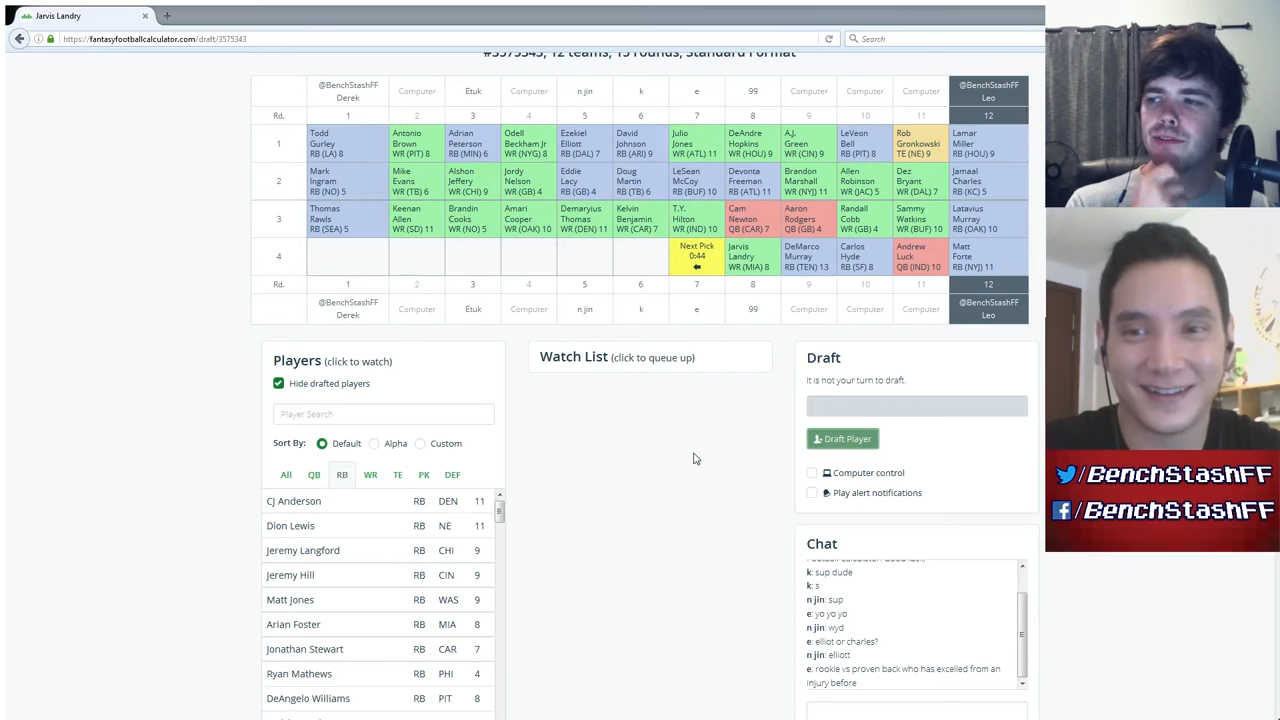 Jarvis Landry
https://fantasyfootballcalculator.com/draft/3575343
Search
#3575343, 12 teams, 15 rounds, Standard Format
@BenchStashFF Derek
Computer
Etuk
Computer
n jin
k
e
99
Computer
Computer
Computer
@BenchStashFF Leo
Rd. 1 2 3 4 5 6 7 8 9 10 11 12
1
Todd Gurley RB (LA) 8
Antonio Brown WR (PIT) 8
Adrian Peterson RB (MIN) 6
Odell Beckham Jr WR (NYG) 8
Ezekiel Elliott RB (DAL) 7
David Johnson RB (ARI) 9
Julio Jones WR (ATL) 11
DeAndre Hopkins WR (HOU) 9
A.J. Green WR (CIN) 9
LeVeon Bell RB (PIT) 8
Rob Gronkowski TE (NE) 9
Lamar Miller RB (HOU) 9
2
Mark Ingram RB (NO) 5
Mike Evans WR (TB) 6
Alshon Jeffery WR (CHI) 9
Jordy Nelson WR (GB) 4
Eddie Lacy RB (GB) 4
Doug Martin RB (TB) 6
LeSean McCoy RB (BUF) 10
Devonta Freeman RB (ATL) 11
Brandon Marshall WR (NYJ) 11
Allen Robinson WR (JAC) 5
Dez Bryant WR (DAL) 7
Jamaal Charles RB (KC) 5
3
Thomas Rawls RB (SEA) 5
Keenan Allen WR (SD) 11
Brandin Cooks WR (NO) 5
Amari Cooper WR (OAK) 10
Demaryius Thomas WR (DEN) 11
Kelvin Benjamin WR (CAR) 7
T.Y. Hilton WR (IND) 10
Cam Newton QB (CAR) 7
Aaron Rodgers QB (GB) 4
Randall Cobb WR (GB) 4
Sammy Watkins WR (BUF) 10
Latavius Murray RB (OAK) 10
4
Next Pick 0:44
Jarvis Landry WR (MIA) 8
DeMarco Murray RB (TEN) 13
Carlos Hyde RB (SF) 8
Andrew Luck QB (IND) 10
Matt Forte RB (NYJ) 11
Rd. 1 2 3 4 5 6 7 8 9 10 11 12
@BenchStashFF Derek
Computer
Etuk
Computer
n jin
k
e
99
Computer
Computer
Computer
@BenchStashFF Leo
Players (click to watch)
Hide drafted players
Player Search
Sort By: Default Alpha Custom
All QB RB WR TE PK DEF
CJ Anderson RB DEN 11
Dion Lewis RB NE 11
Jeremy Langford RB CHI 9
Jeremy Hill RB CIN 9
Matt Jones RB WAS 9
Arian Foster RB MIA 8
Jonathan Stewart RB CAR 7
Ryan Mathews RB PHI 4
DeAngelo Williams RB PIT 8
Watch List (click to queue up)
Draft
It is not your turn to draft.
Draft Player
Computer control
Play alert notifications
Chat
k: sup dude
k: s
n jin: sup
e: yo yo yo
n jin: wyd
e: elliot or charles?
n jin: elliott
e: rookie vs proven back who has excelled from an
injury before
/BenchStashFF
/BenchStashFF